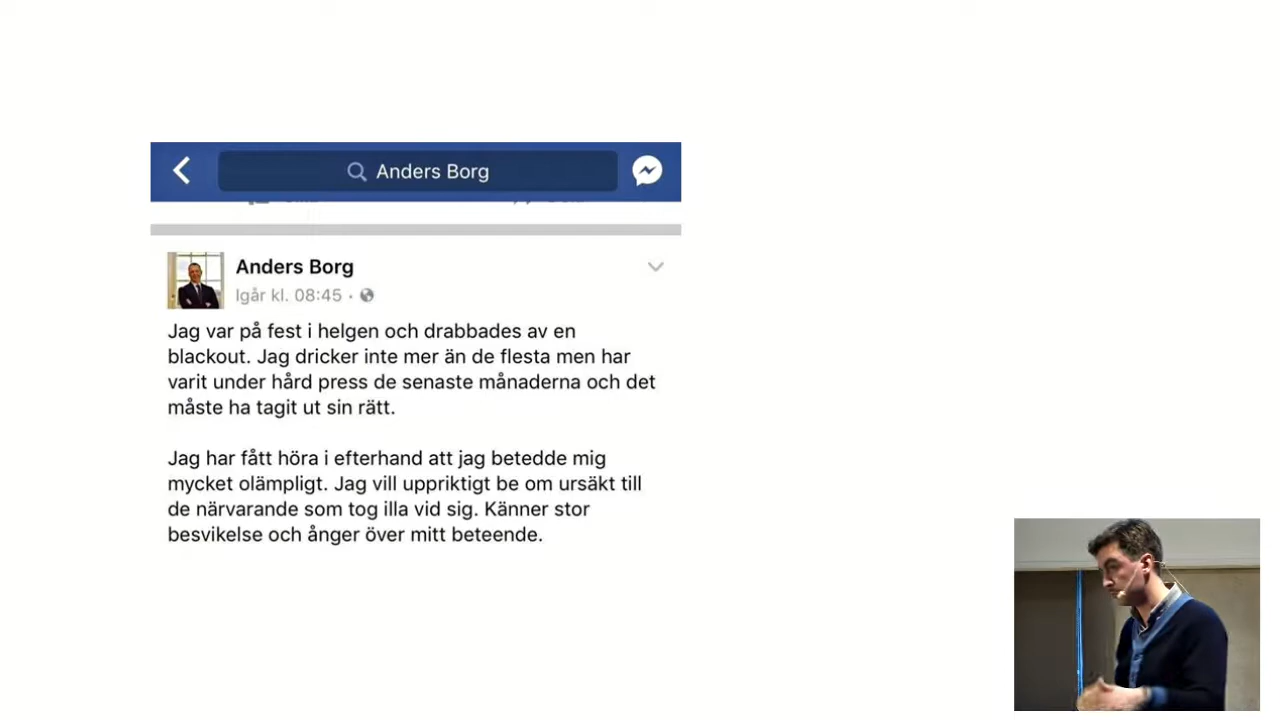 Anders Borg
Anders Borg
Igår kl. 08:45 ·
Jag var på fest i helgen och drabbades av en
blackout. Jag dricker inte mer än de flesta men har
varit under hård press de senaste månaderna och det
måste ha tagit ut sin rätt.
Jag har fått höra i efterhand att jag betedde mig
mycket olämpligt. Jag vill uppriktigt be om ursäkt till
de närvarande som tog illa vid sig. Känner stor
besvikelse och ånger över mitt beteende.